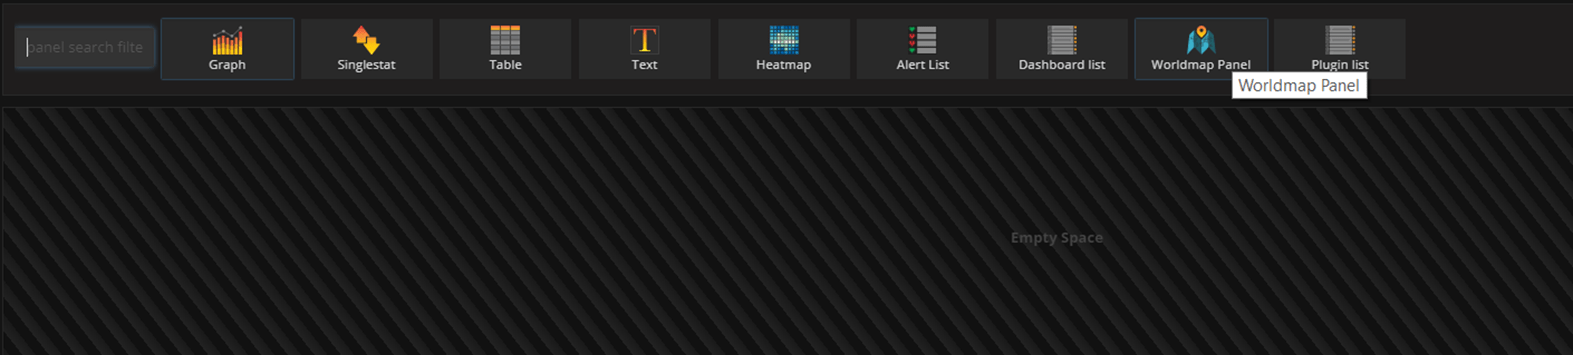 panel search filte
Graph
Singlestat
Table
Text
Heatmap
Alert List
Dashboard list
Worldmap Panel
Plugin list
Worldmap Panel
Empty Space